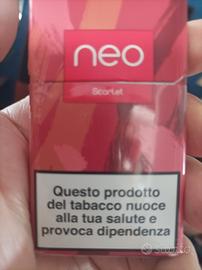 neo
Scarlet
Questo prodotto
del tabacco nuoce
alla tua salute e
provoca dipendenza